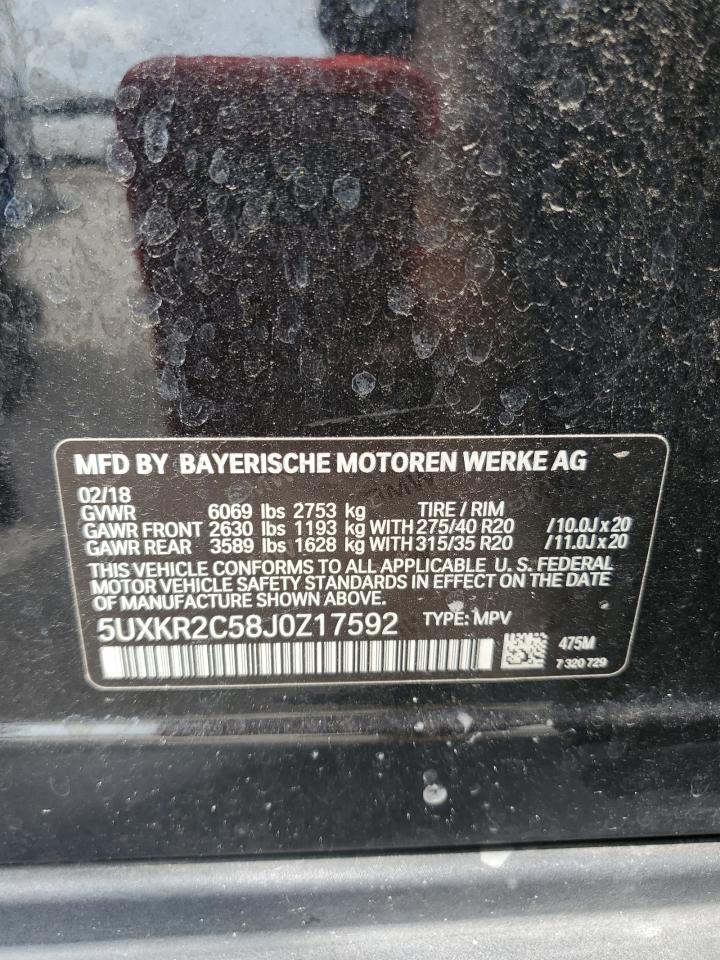 MFD BY BAYERISCHE MOTOREN WERKE AG
02/18
GVWR 6069 lbs 2753 kg TIRE / RIM
GAWR FRONT 2630 lbs 1193 kg WITH 275/40 R20 /10.0J x 20
GAWR REAR 3589 lbs 1628 kg WITH 315/35 R20 /11.0J x 20
THIS VEHICLE CONFORMS TO ALL APPLICABLE U. S. FEDERAL
MOTOR VEHICLE SAFETY STANDARDS IN EFFECT ON THE DATE
OF MANUFACTURE SHOWN ABOVE.
5UXKR2C58J0Z17592 TYPE: MPV
475M
7 320 729